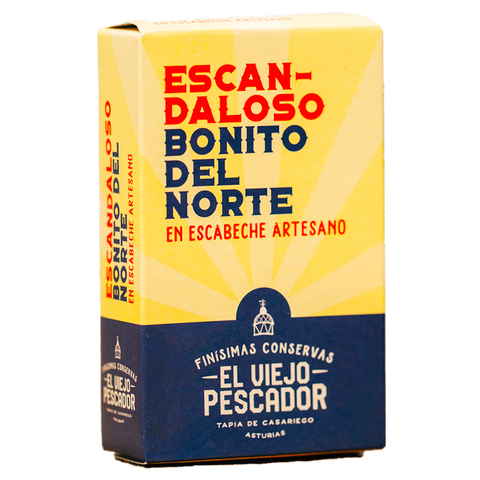 ESCAN-
DALOSO
BONITO
DEL
NORTE
EN ESCABECHE ARTESANO
FINÍSIMAS CONSERVAS
EL VIEJO
PESCADOR
TAPIA DE CASARIEGO
ASTURIAS
ESCANDALOSO
BONITO DEL
NORTE
EN ESCABECHE ARTESANO
FINÍSIMAS CONSERVAS
EL VIEJO
PESCADOR
TAPIA DE CASARIEGO
ASTURIAS